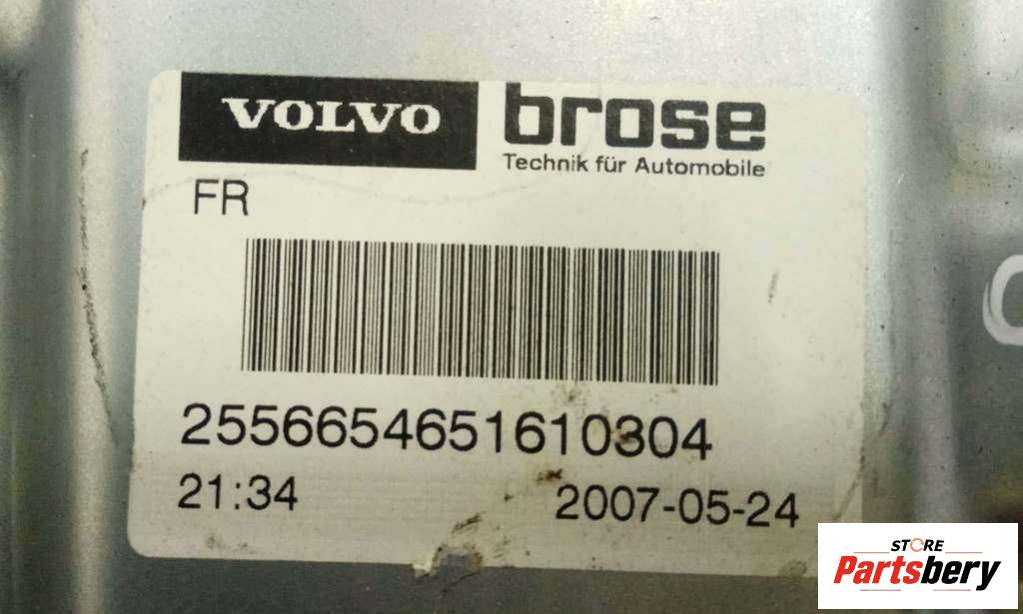 VOLVO brose
Technik für Automobile
FR
2556654651610304
21:34 2007-05-24
STORE
Partsbery